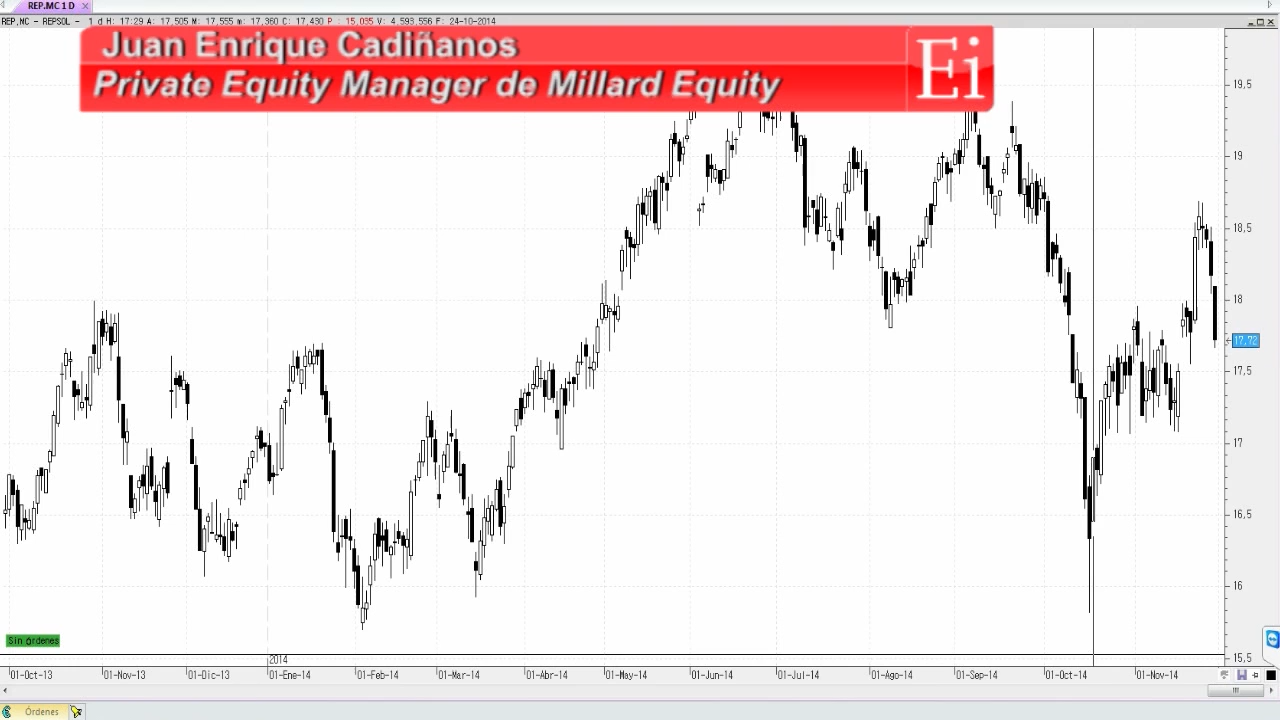 REP.MC 1 D
REP,MC - REPSOL - 1 d H: 17:29 A: 17,505 M: 17,555 m: 17,360 C: 17,430 P : 15,035 V: 4.593,556 F: 24-10-2014
Juan Enrique Cadiñanos
Private Equity Manager de Millard Equity
Ei
19,5
19
18,5
18
17,72
17,5
17
16,5
16
15,5
Sin órdenes
2014
01-Oct-13 01-Nov-13 01-Dic-13 01-Ene-14 01-Feb-14 01-Mar-14 01-Abr-14 01-May-14 01-Jun-14 01-Jul-14 01-Ago-14 01-Sep-14 01-Oct-14 01-Nov-14
Órdenes